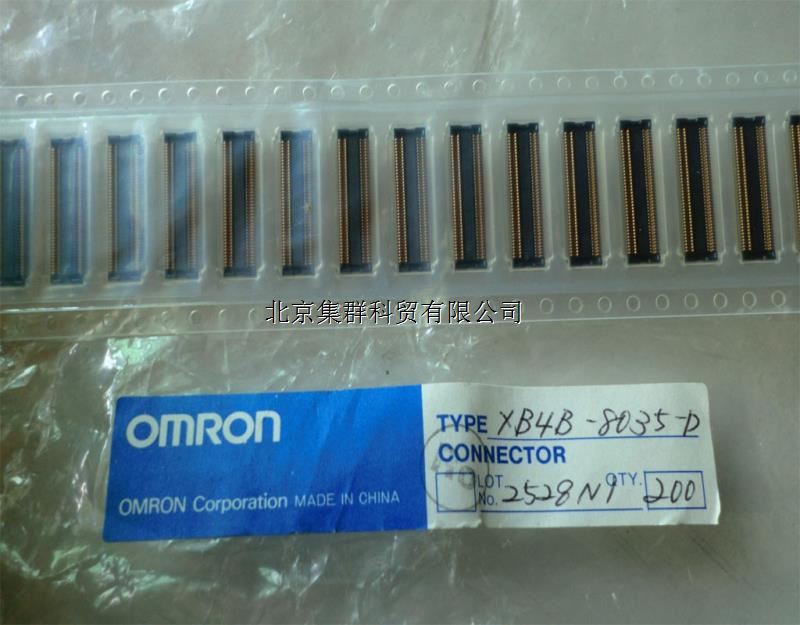 北京集群科贸有限公司
OMRON
OMRON Corporation MADE IN CHINA
TYPE XB4B-8035-D
CONNECTOR
LOT. No. 2528N1 QTY. 200